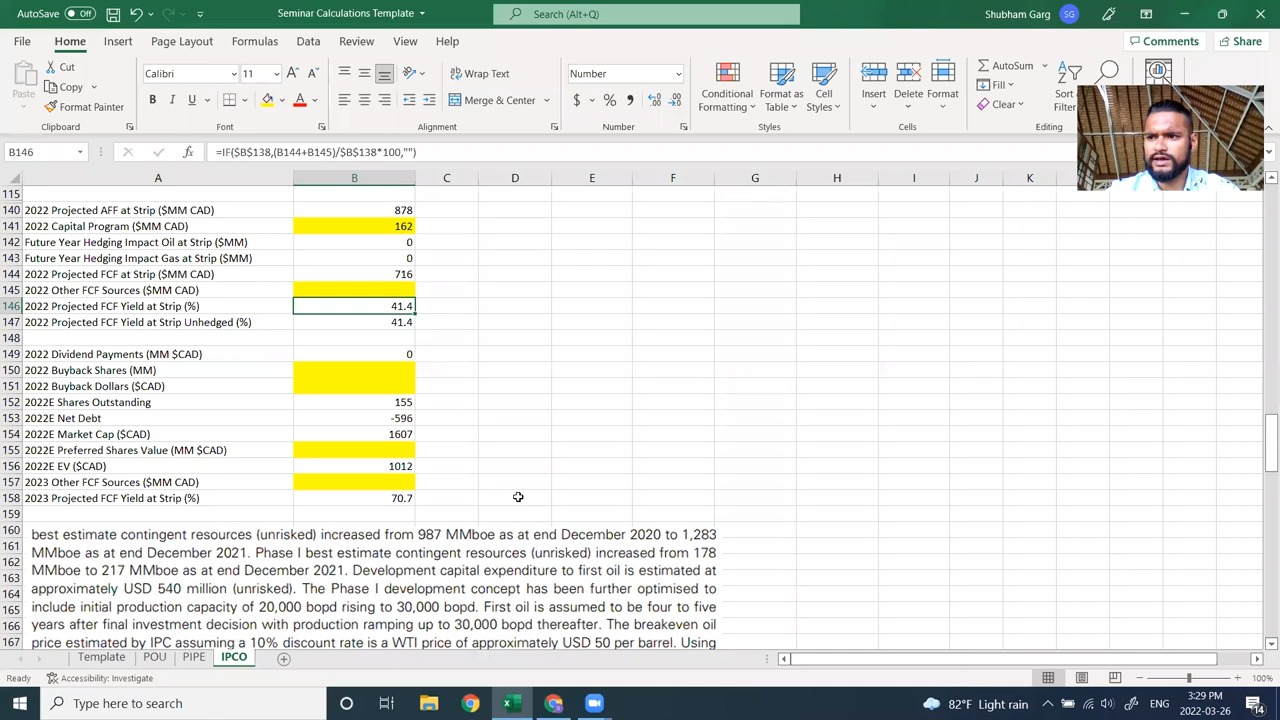 AutoSave Off Seminar Calculations Template Search (Alt+Q) Shubham Garg SG
File Home Insert Page Layout Formulas Data Review View Help Comments Share
Paste Cut Copy Format Painter Calibri 11 Wrap Text Merge & Center Number Conditional Formatting Format as Table Cell Styles Insert Delete Format AutoSum Fill Clear Sort Filter
Clipboard Font Alignment Number Styles Cells Editing
B146 =IF($B$138,(B144+B145)/$B$138*100,"")
A B C D E F G H I J K
115
140 2022 Projected AFF at Strip ($MM CAD) 878
141 2022 Capital Program ($MM CAD) 162
142 Future Year Hedging Impact Oil at Strip ($MM) 0
143 Future Year Hedging Impact Gas at Strip ($MM) 0
144 2022 Projected FCF at Strip ($MM CAD) 716
145 2022 Other FCF Sources ($MM CAD)
146 2022 Projected FCF Yield at Strip (%) 41.4
147 2022 Projected FCF Yield at Strip Unhedged (%) 41.4
148
149 2022 Dividend Payments (MM $CAD) 0
150 2022 Buyback Shares (MM)
151 2022 Buyback Dollars ($CAD)
152 2022E Shares Outstanding 155
153 2022E Net Debt -596
154 2022E Market Cap ($CAD) 1607
155 2022E Preferred Shares Value (MM $CAD)
156 2022E EV ($CAD) 1012
157 2023 Other FCF Sources ($MM CAD)
158 2023 Projected FCF Yield at Strip (%) 70.7
159
160 best estimate contingent resources (unrisked) increased from 987 MMboe as at end December 2020 to 1,283
161 MMboe as at end December 2021. Phase I best estimate contingent resources (unrisked) increased from 178
162 MMboe to 217 MMboe as at end December 2021. Development capital expenditure to first oil is estimated at
163 approximately USD 540 million (unrisked). The Phase I development concept has been further optimised to
164 include initial production capacity of 20,000 bopd rising to 30,000 bopd. First oil is assumed to be four to five
165 years after final investment decision with production ramping up to 30,000 bopd thereafter. The breakeven oil
166
167 price estimated by IPC assuming a 10% discount rate is a WTI price of approximately USD 50 per barrel. Using
Template POU PIPE IPCO
Ready Accessibility: Investigate 100%
Type here to search 82°F Light rain ENG 3:29 PM 2022-03-26 14